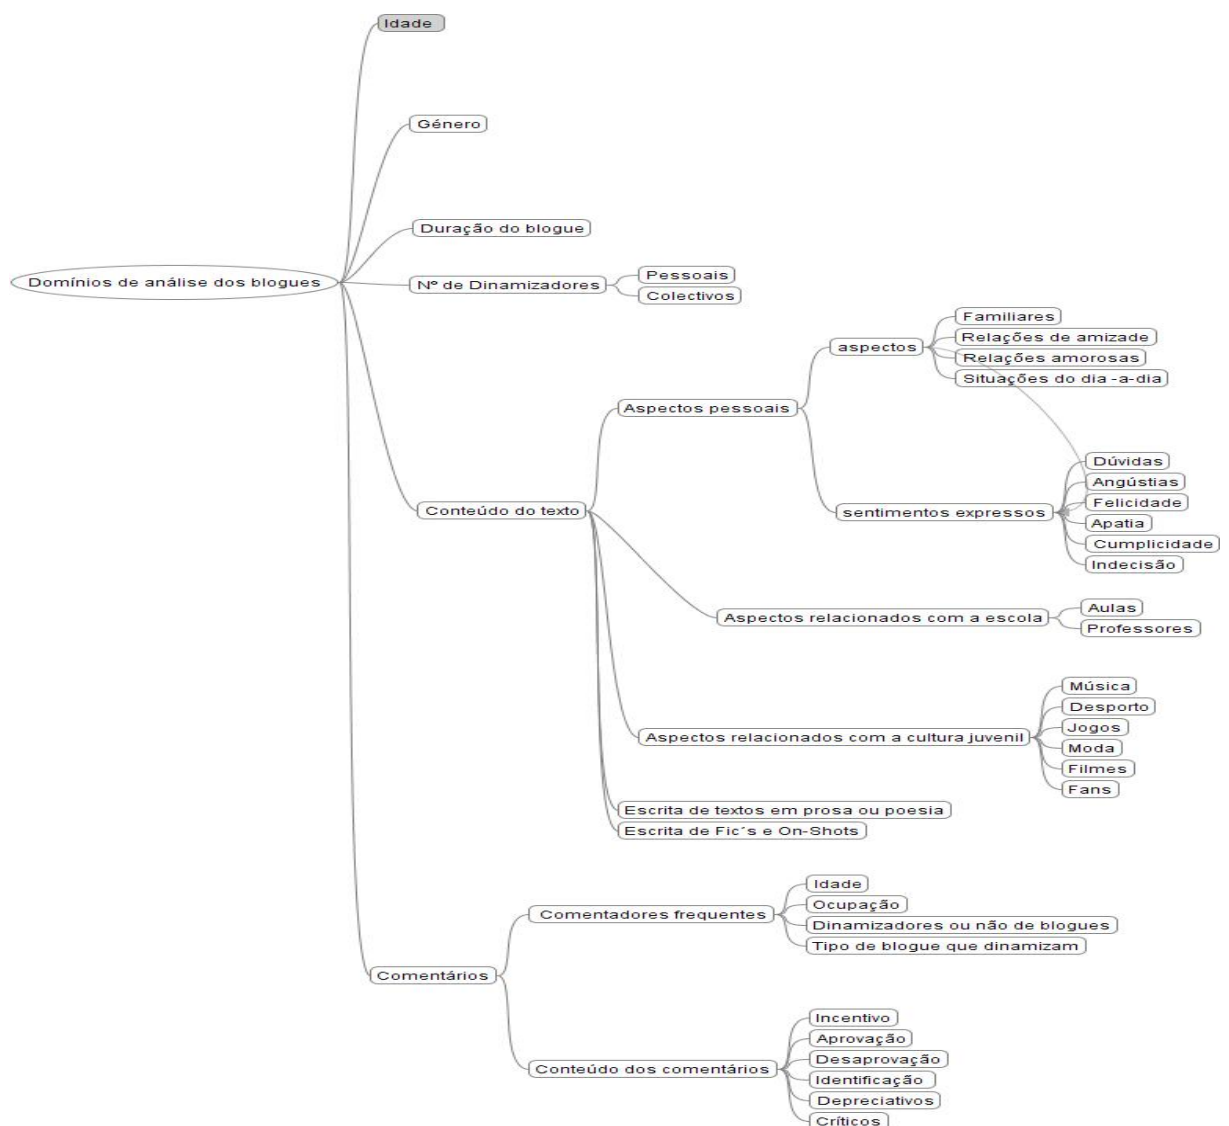 Idade
Género
Duração do blogue
Domínios de análise dos blogues
Nº de Dinamizadores
Pessoais
Colectivos
Conteúdo do texto
Aspectos pessoais
aspectos
Familiares
Relações de amizade
Relações amorosas
Situações do dia -a-dia
sentimentos expressos
Dúvidas
Angústias
Felicidade
Apatia
Cumplicidade
Indecisão
Aspectos relacionados com a escola
Aulas
Professores
Aspectos relacionados com a cultura juvenil
Música
Desporto
Jogos
Moda
Filmes
Fans
Escrita de textos em prosa ou poesia
Escrita de Fic´s e On-Shots
Comentários
Comentadores frequentes
Idade
Ocupação
Dinamizadores ou não de blogues
Tipo de blogue que dinamizam
Conteúdo dos comentários
Incentivo
Aprovação
Desaprovação
Identificação
Depreciativos
Críticos